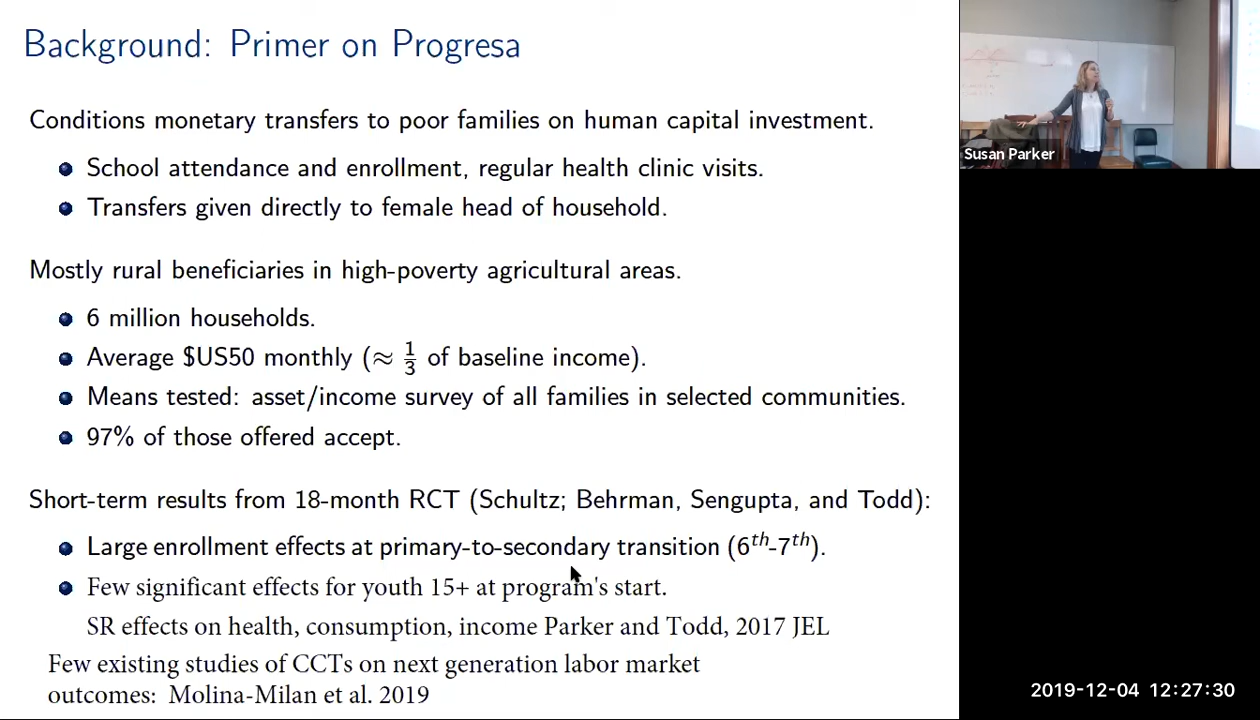 Background: Primer on Progresa
Conditions monetary transfers to poor families on human capital investment.
School attendance and enrollment, regular health clinic visits.
Transfers given directly to female head of household.
Mostly rural beneficiaries in high-poverty agricultural areas.
6 million households.
Average $US50 monthly (≈ 1/3 of baseline income).
Means tested: asset/income survey of all families in selected communities.
97% of those offered accept.
Short-term results from 18-month RCT (Schultz; Behrman, Sengupta, and Todd):
Large enrollment effects at primary-to-secondary transition (6th-7th).
Few significant effects for youth 15+ at program's start.
SR effects on health, consumption, income Parker and Todd, 2017 JEL
Few existing studies of CCTs on next generation labor market
outcomes: Molina-Milan et al. 2019
Susan Parker
2019-12-04 12:27:30